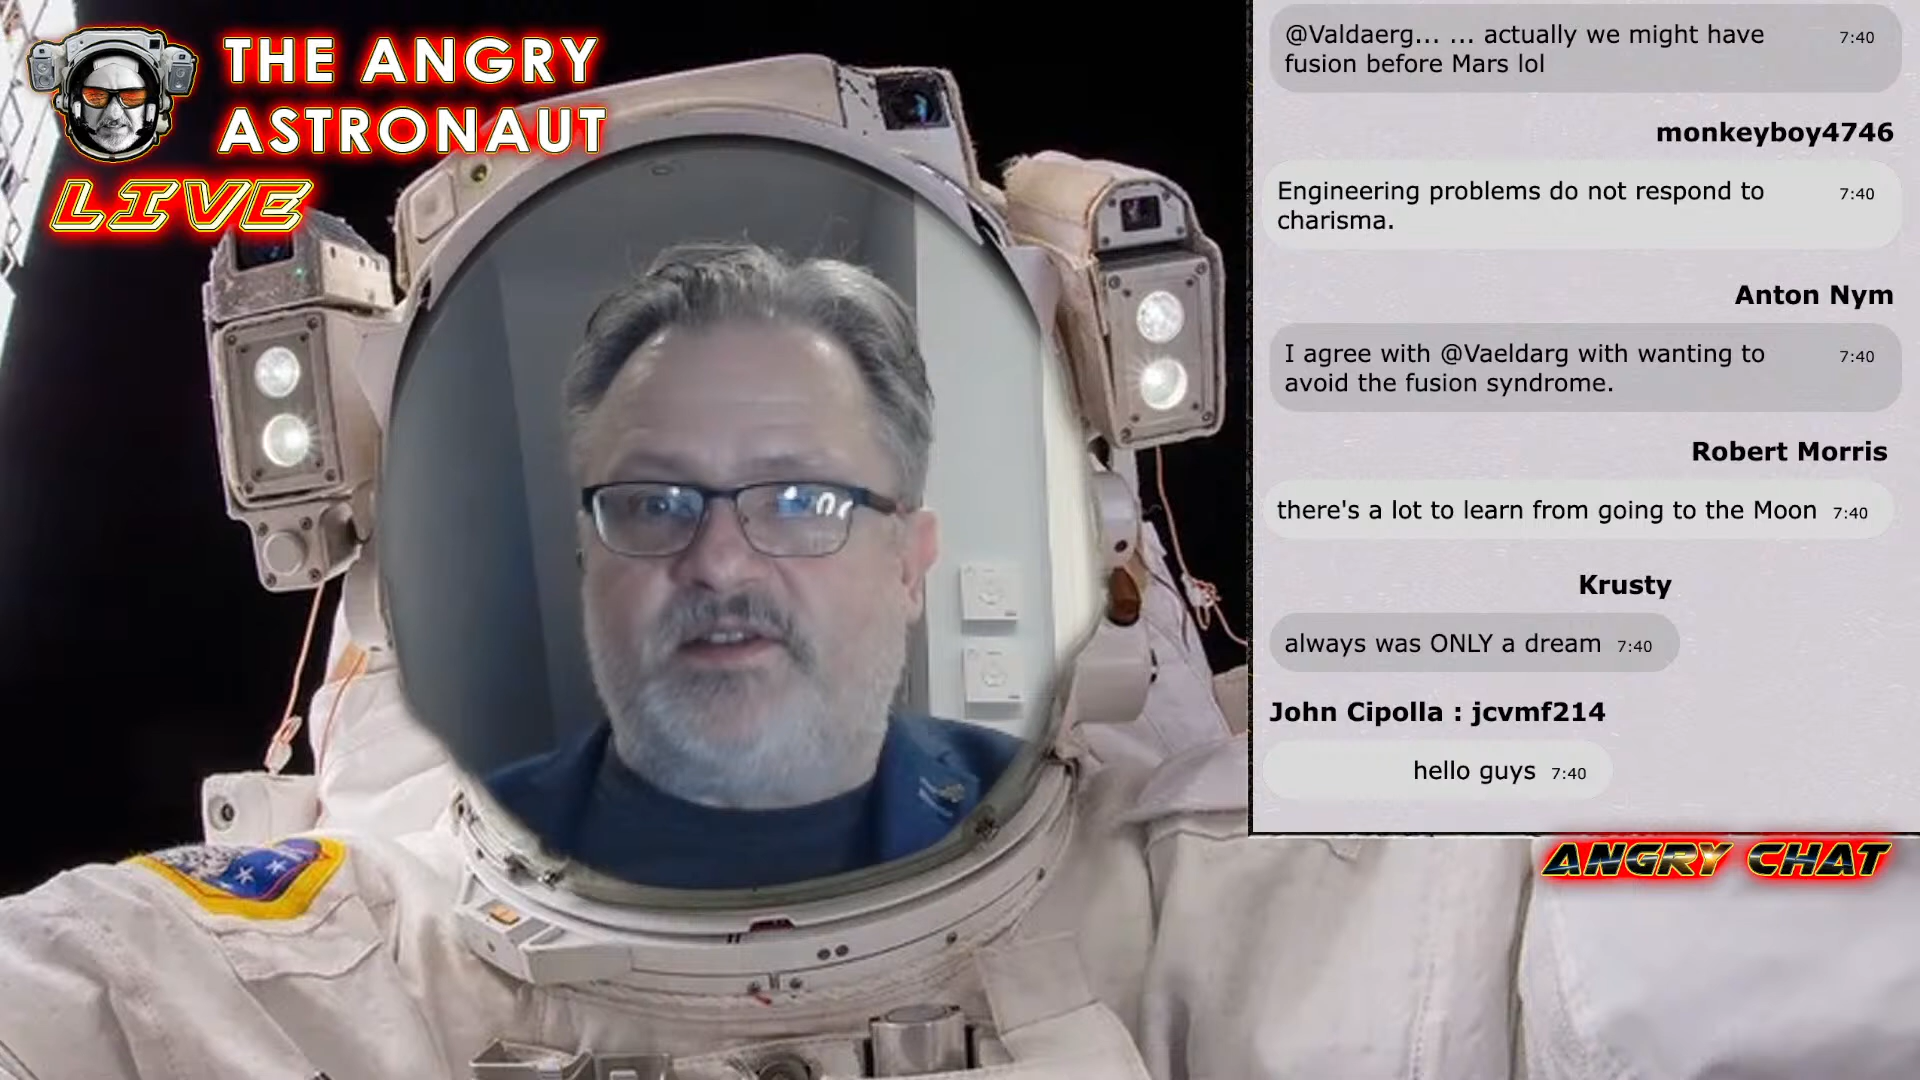 THE ANGRY
ASTRONAUT
LIVE
@Valdaerg... ... actually we might have 7:40
fusion before Mars lol
monkeyboy4746
Engineering problems do not respond to 7:40
charisma.
Anton Nym
I agree with @Vaeldarg with wanting to 7:40
avoid the fusion syndrome.
Robert Morris
there's a lot to learn from going to the Moon 7:40
Krusty
always was ONLY a dream 7:40
John Cipolla : jcvmf214
hello guys 7:40
ANGRY CHAT